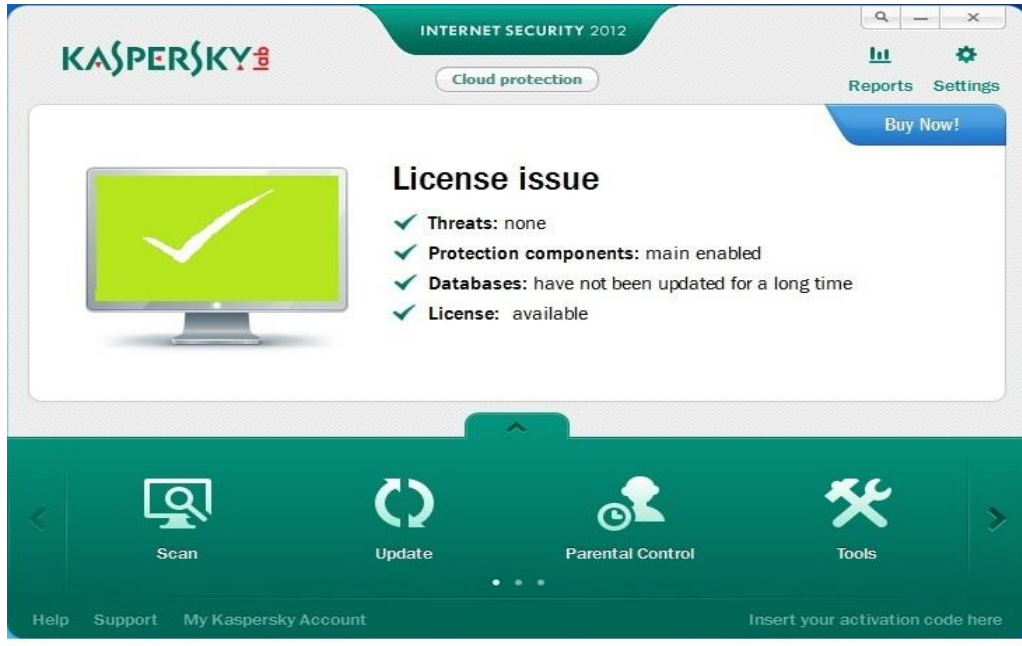 INTERNET SECURITY 2012
KASPERSKY lab
Cloud protection
Reports Settings
Buy Now!
License issue
Threats: none
Protection components: main enabled
Databases: have not been updated for a long time
License: available
Scan Update Parental Control Tools
Help Support My Kaspersky Account Insert your activation code here